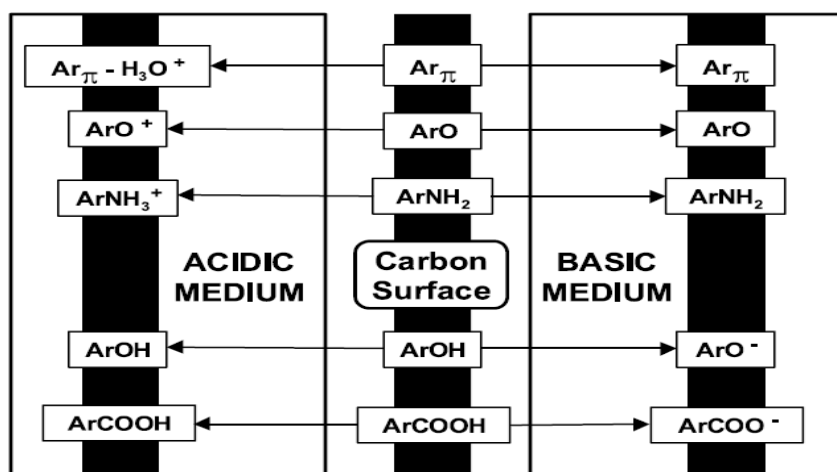 Arπ - H₃O⁺ Arπ Arπ
ArO⁺ ArO ArO
ArNH₃⁺ ArNH₂ ArNH₂
ACIDIC MEDIUM
Carbon Surface
BASIC MEDIUM
ArOH ArOH ArO⁻
ArCOOH ArCOOH ArCOO⁻